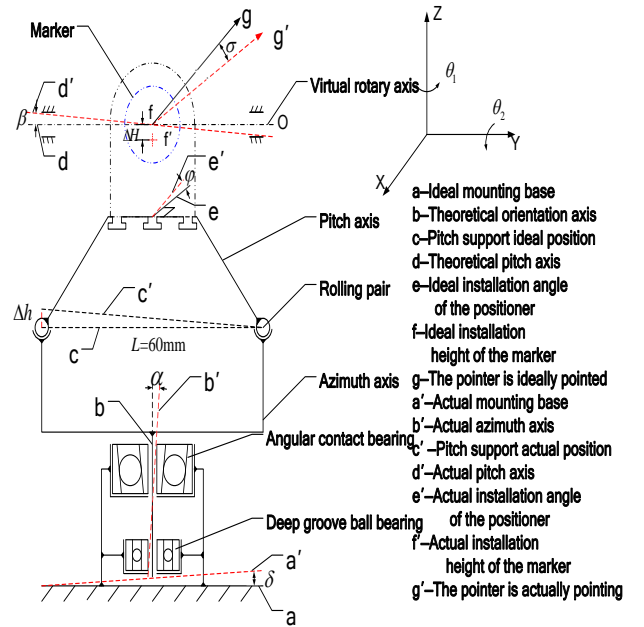 g
Marker
σ
g′
Z
θ₁
d′
Virtual rotary axis
θ₂
β
f
O
ΔH
f′
d
Y
e′
φ
X
e
a–Ideal mounting base
b–Theoretical orientation axis
Pitch axis
c–Pitch support ideal position
d–Theoretical pitch axis
e–Ideal installation angle
of the positioner
c′
Rolling pair
Δh
f–Ideal installation
height of the marker
c
L=60mm
g–The pointer is ideally pointed
α
b′
Azimuth axis
a′–Actual mounting base
b
b′–Actual azimuth axis
Angular contact bearing
c′ –Pitch support actual position
d′–Actual pitch axis
e′–Actual installation angle
of the positioner
Deep groove ball bearing
f′–Actual installation
height of the marker
a′
δ
g′–The pointer is actually pointing
a